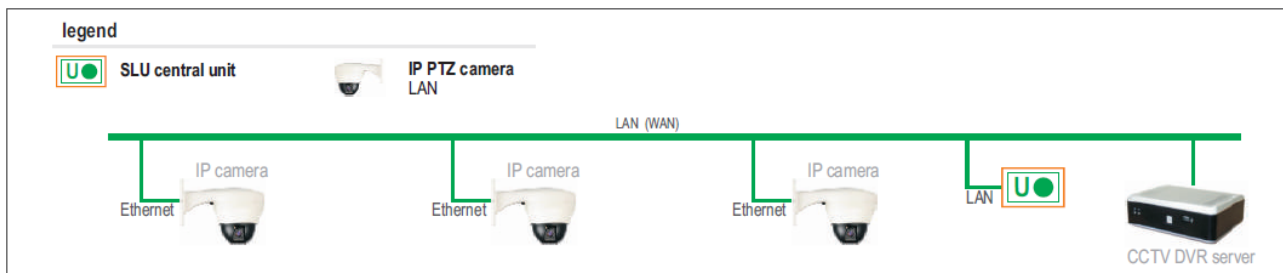 legend
U
SLU central unit
IP PTZ camera
LAN
LAN (WAN)
IP camera
IP camera
IP camera
Ethernet
Ethernet
Ethernet
LAN
U
CCTV DVR server